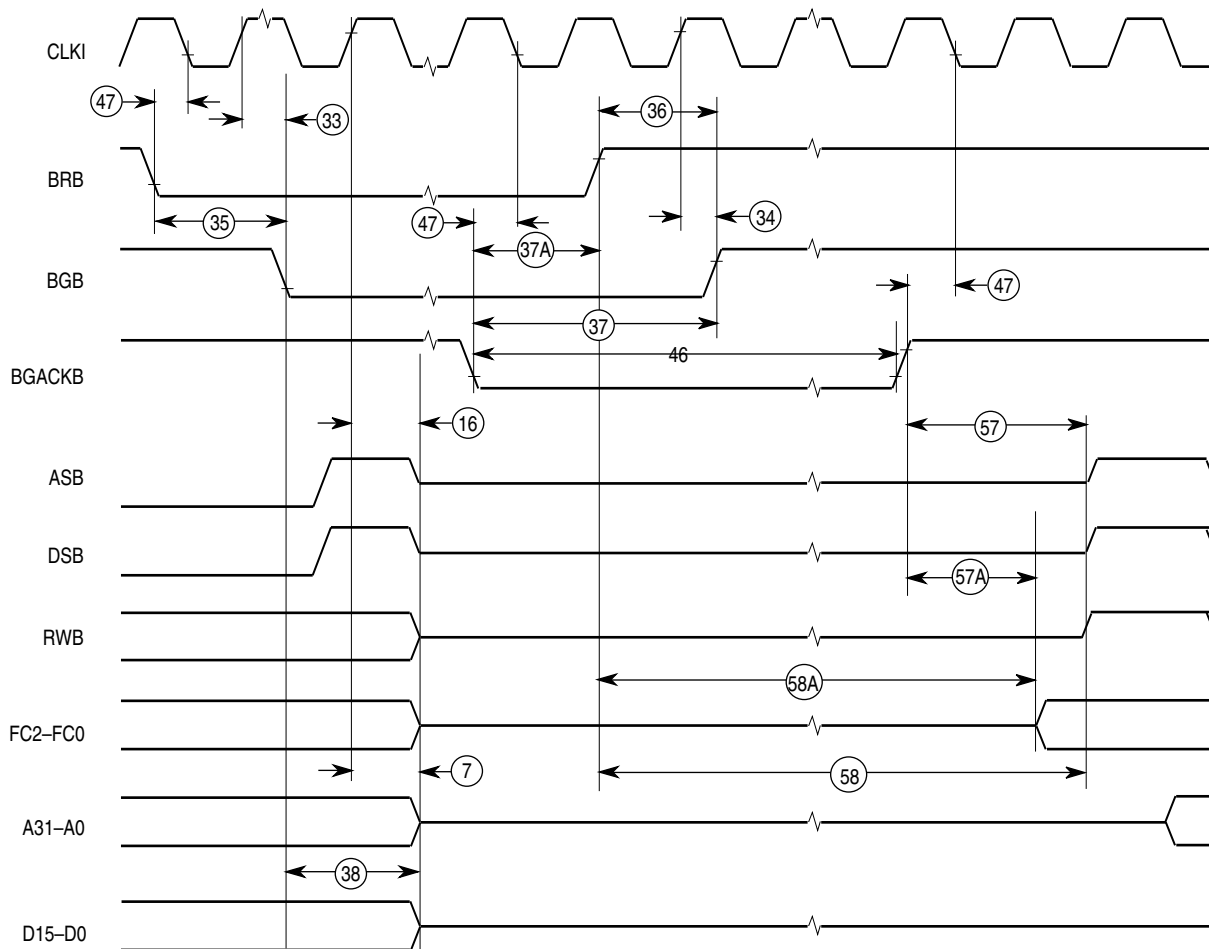 CLKI
47
33
36
BRB
35
47
34
37A
BGB
47
37
46
BGACKB
16
57
ASB
DSB
57A
RWB
58A
FC2–FC0
7
58
A31–A0
38
D15–D0